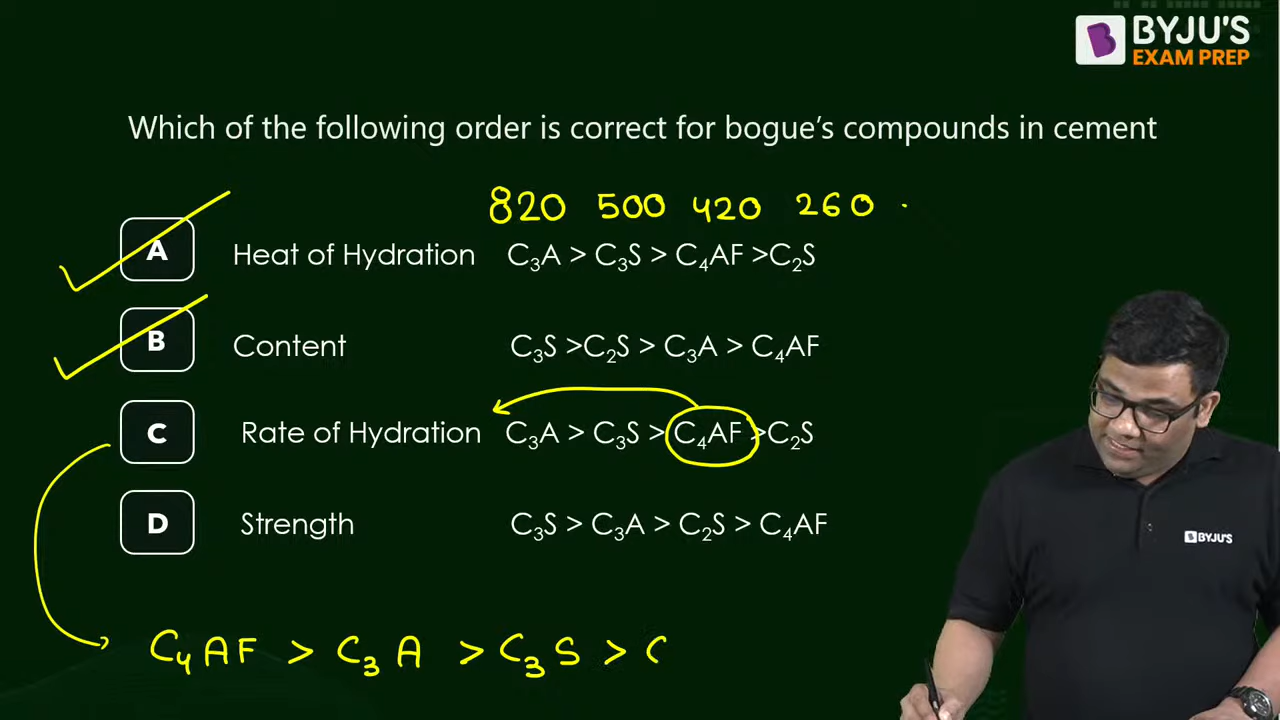 BYJU'S
EXAM PREP
Which of the following order is correct for bogue's compounds in cement
820 500 420 260
A Heat of Hydration C₃A > C₃S > C₄AF >C₂S
B Content C₃S >C₂S > C₃A > C₄AF
C Rate of Hydration C₃A > C₃S > C₄AF >C₂S
D Strength C₃S > C₃A > C₂S > C₄AF
BYJU'S
C₄AF > C₃A > C₃S > C